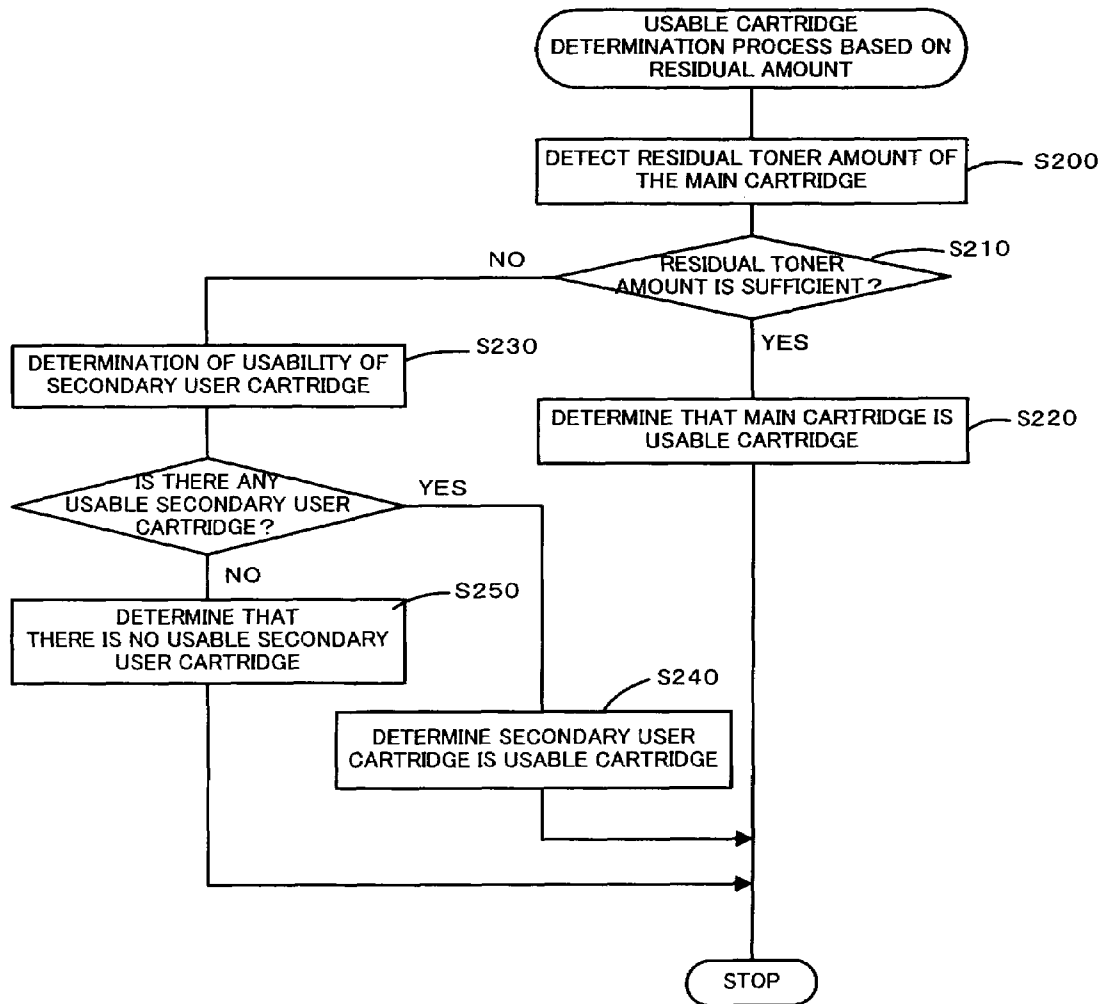 USABLE CARTRIDGE
DETERMINATION PROCESS BASED ON
RESIDUAL AMOUNT
DETECT RESIDUAL TONER AMOUNT OF
THE MAIN CARTRIDGE
S200
S210
RESIDUAL TONER
AMOUNT IS SUFFICIENT?
NO
YES
S230
DETERMINATION OF USABILITY OF
SECONDARY USER CARTRIDGE
DETERMINE THAT MAIN CARTRIDGE IS
USABLE CARTRIDGE
S220
IS THERE ANY
USABLE SECONDARY USER
CARTRIDGE?
YES
NO
S250
DETERMINE THAT
THERE IS NO USABLE SECONDARY
USER CARTRIDGE
S240
DETERMINE SECONDARY USER
CARTRIDGE IS USABLE CARTRIDGE
STOP